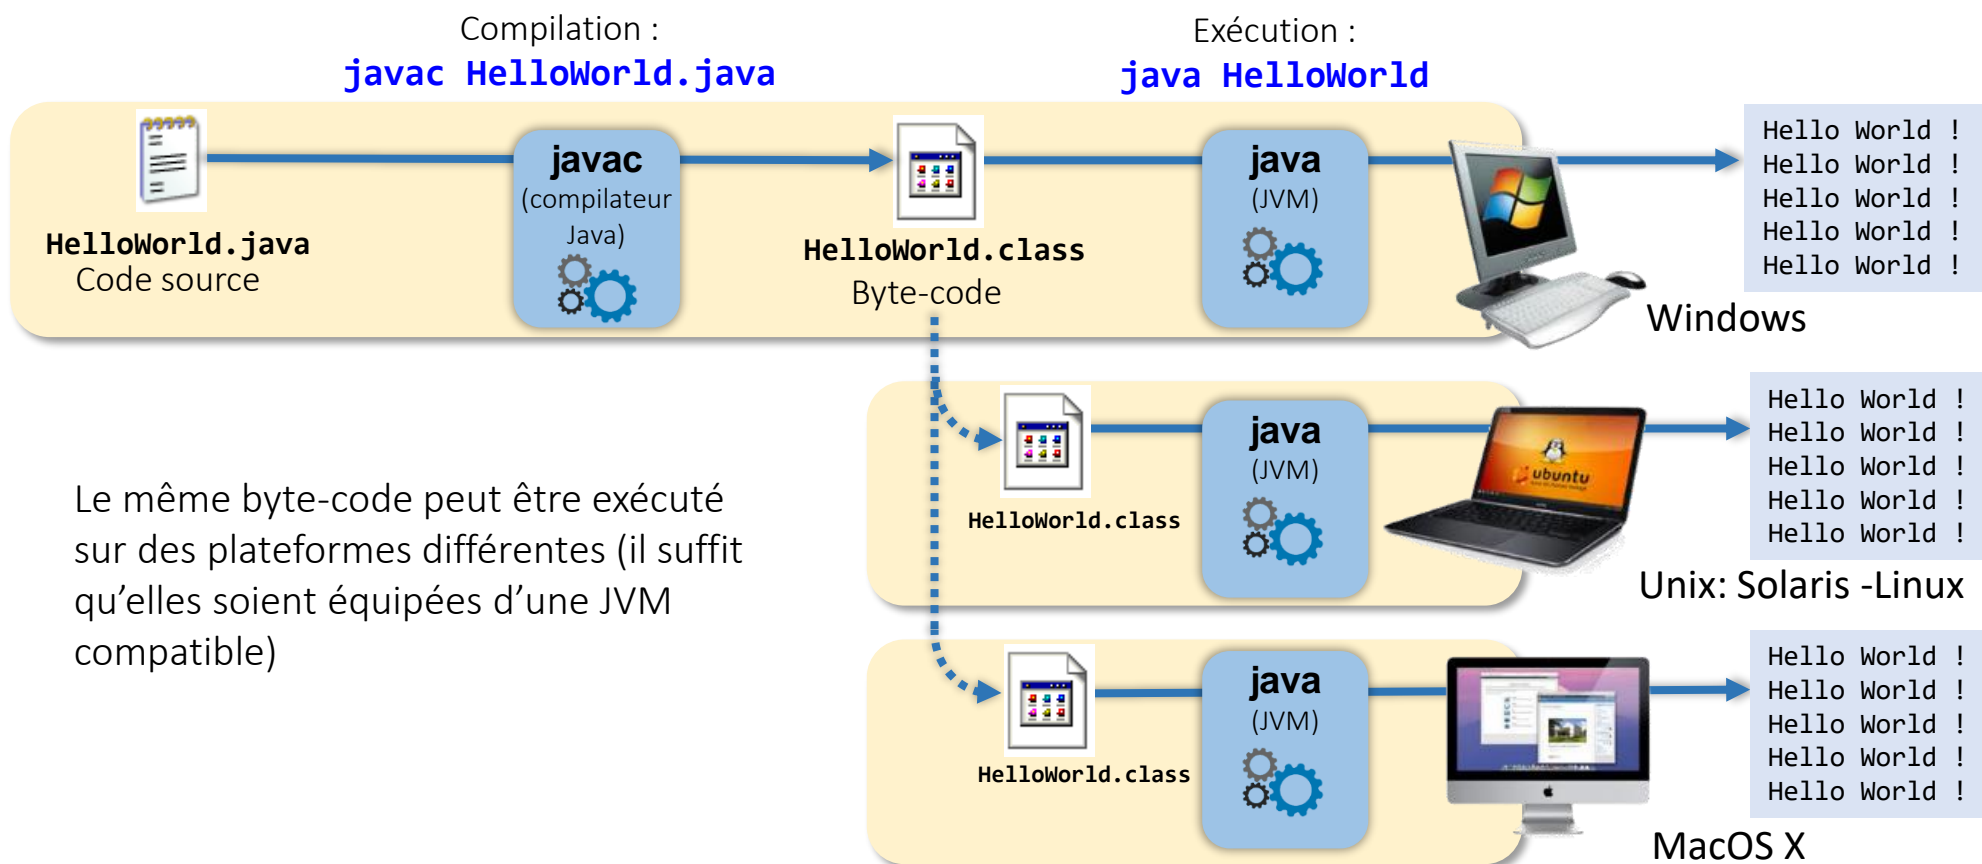 Compilation :
javac HelloWorld.java
Exécution :
java HelloWorld
HelloWorld.java
Code source
javac
(compilateur
Java)
HelloWorld.class
Byte-code
java
(JVM)
Windows
Hello World !
Hello World !
Hello World !
Hello World !
Hello World !
HelloWorld.class
java
(JVM)
ubuntu
Unix: Solaris -Linux
Hello World !
Hello World !
Hello World !
Hello World !
Hello World !
Le même byte-code peut être exécuté
sur des plateformes différentes (il suffit
qu’elles soient équipées d’une JVM
compatible)
HelloWorld.class
java
(JVM)
MacOS X
Hello World !
Hello World !
Hello World !
Hello World !
Hello World !